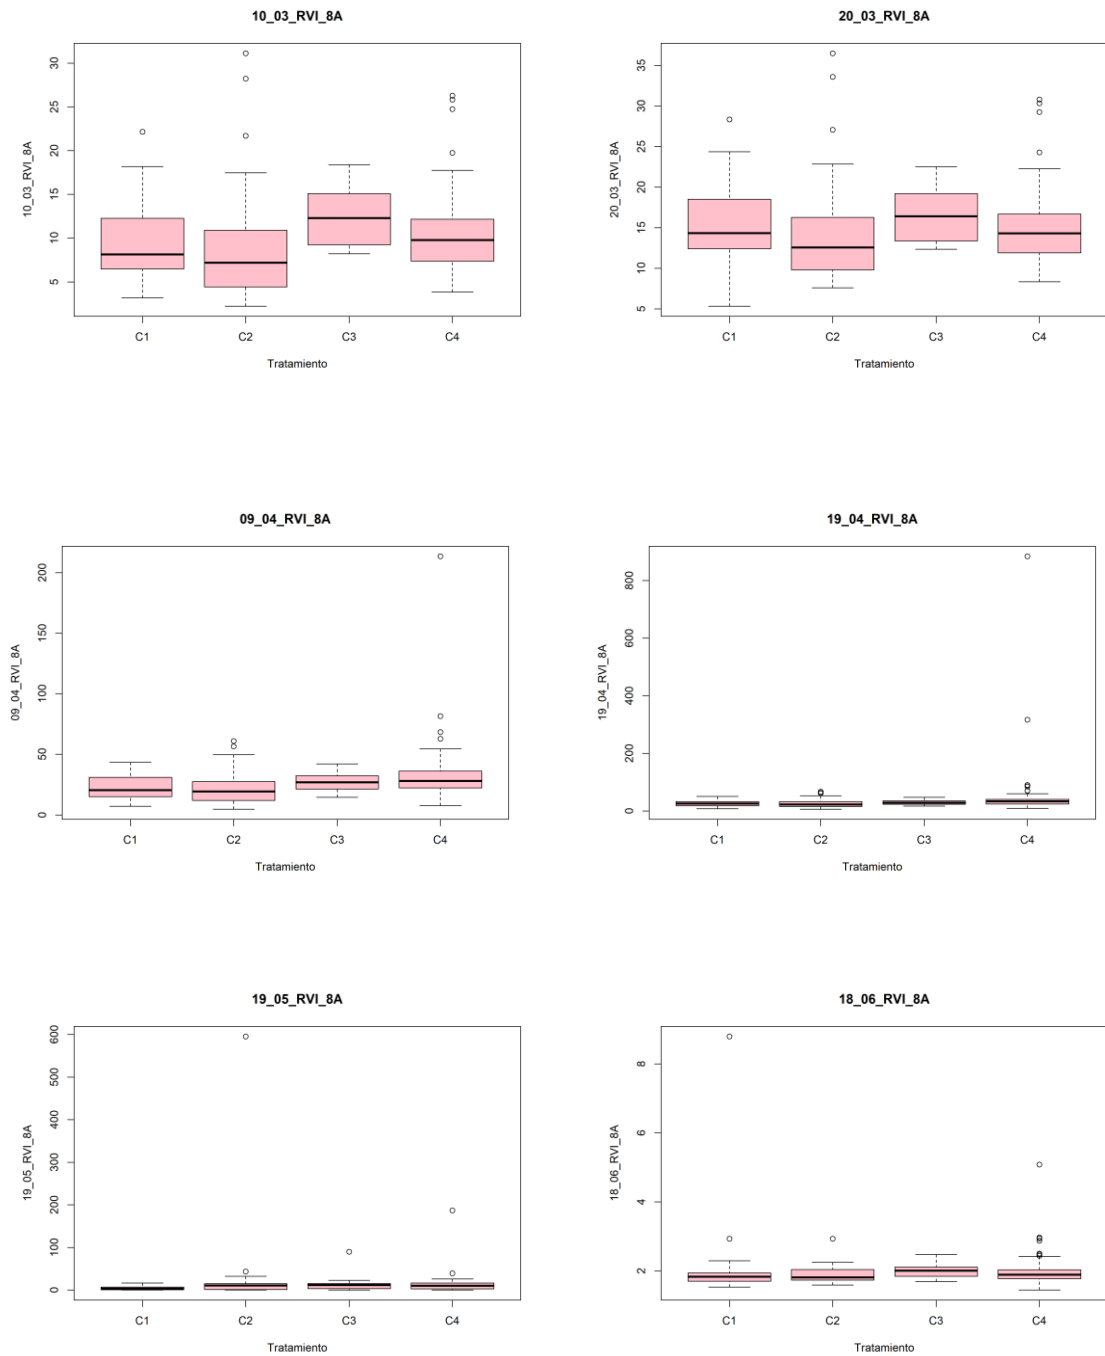 10_03_RVI_8A
10_03_RVI_8A
30
25
20
15
10
5
C1 C2 C3 C4
Tratamiento
20_03_RVI_8A
20_03_RVI_8A
35
30
25
20
15
10
5
C1 C2 C3 C4
Tratamiento
09_04_RVI_8A
09_04_RVI_8A
200
150
100
50
0
C1 C2 C3 C4
Tratamiento
19_04_RVI_8A
19_04_RVI_8A
800
600
400
200
0
C1 C2 C3 C4
Tratamiento
19_05_RVI_8A
19_05_RVI_8A
600
500
400
300
200
100
0
C1 C2 C3 C4
Tratamiento
18_06_RVI_8A
18_06_RVI_8A
8
6
4
2
C1 C2 C3 C4
Tratamiento